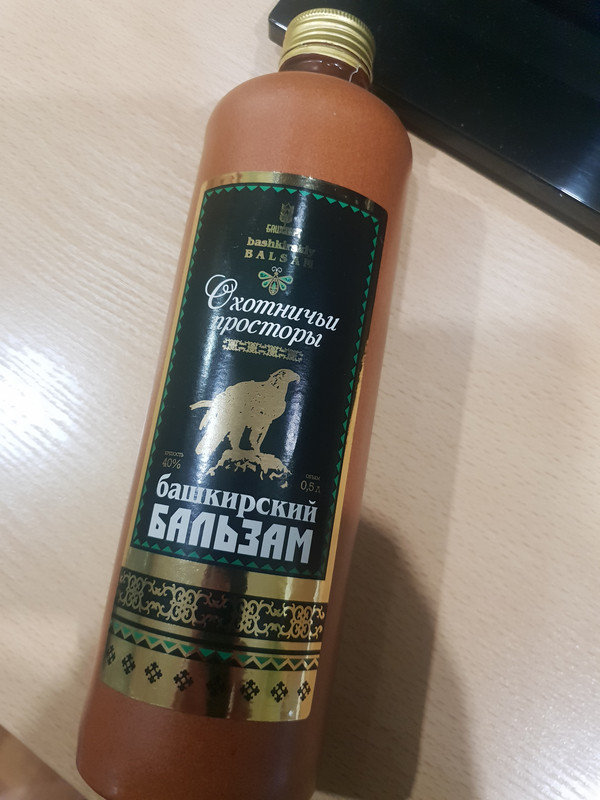 bashkirskiy
BALSAM
Охотничьи
просторы
крепость
40%
объем
0,5 л
башкирский
БАЛЬЗАМ